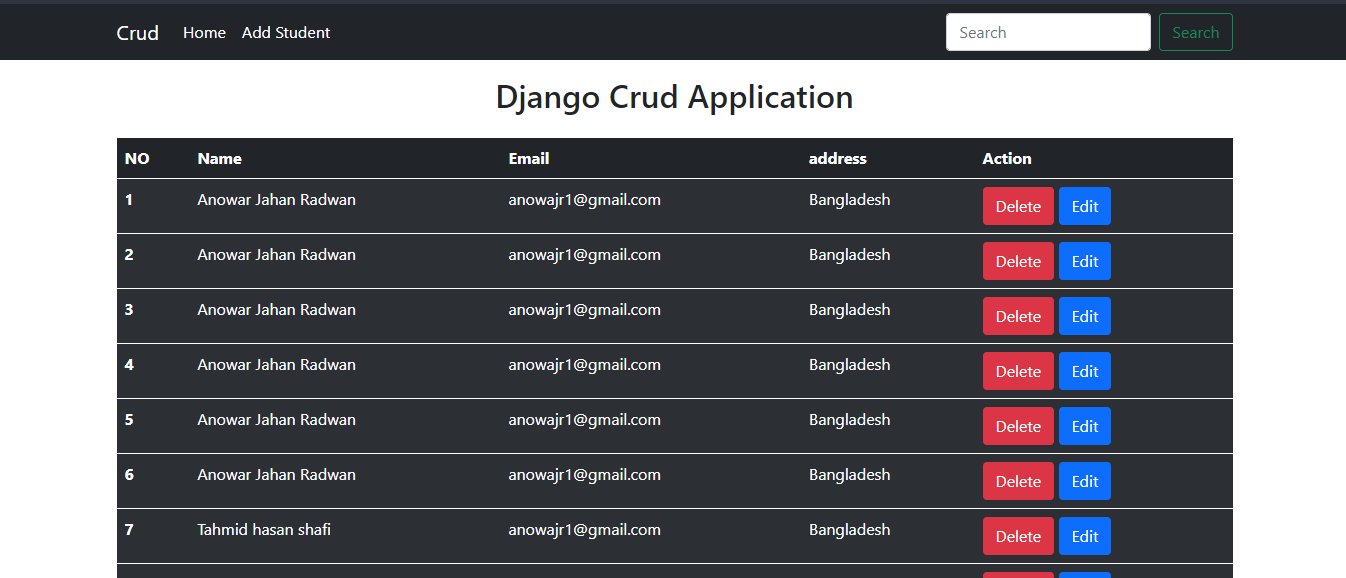 Crud Home Add Student Search Search
Django Crud Application
NO Name Email address Action
1 Anowar Jahan Radwan anowajr1@gmail.com Bangladesh Delete Edit
2 Anowar Jahan Radwan anowajr1@gmail.com Bangladesh Delete Edit
3 Anowar Jahan Radwan anowajr1@gmail.com Bangladesh Delete Edit
4 Anowar Jahan Radwan anowajr1@gmail.com Bangladesh Delete Edit
5 Anowar Jahan Radwan anowajr1@gmail.com Bangladesh Delete Edit
6 Anowar Jahan Radwan anowajr1@gmail.com Bangladesh Delete Edit
7 Tahmid hasan shafi anowajr1@gmail.com Bangladesh Delete Edit